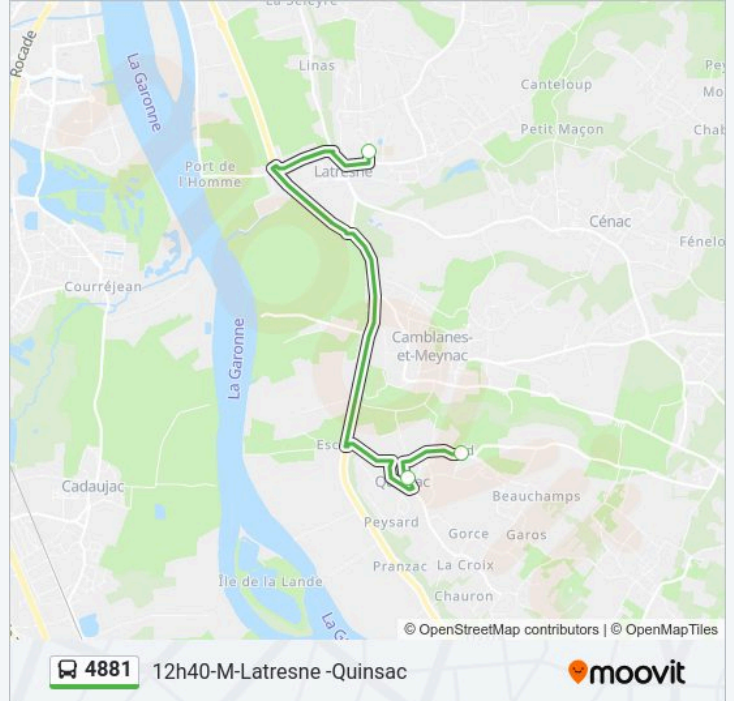 La Seleyre
Rocade
La Garonne
Linas
Canteloup
Petit Maçon
Port de
l'Homme
Latresne
Cénac
Courréjean
La Garonne
Camblanes-
et-Meynac
Cadaujac
Beauchamps
Peysard
Gorce
Garos
Pranzac
La Croix
Île de la Lande
Chauron
© OpenStreetMap contributors | © OpenMapTiles
4881
12h40-M-Latresne -Quinsac
moovit